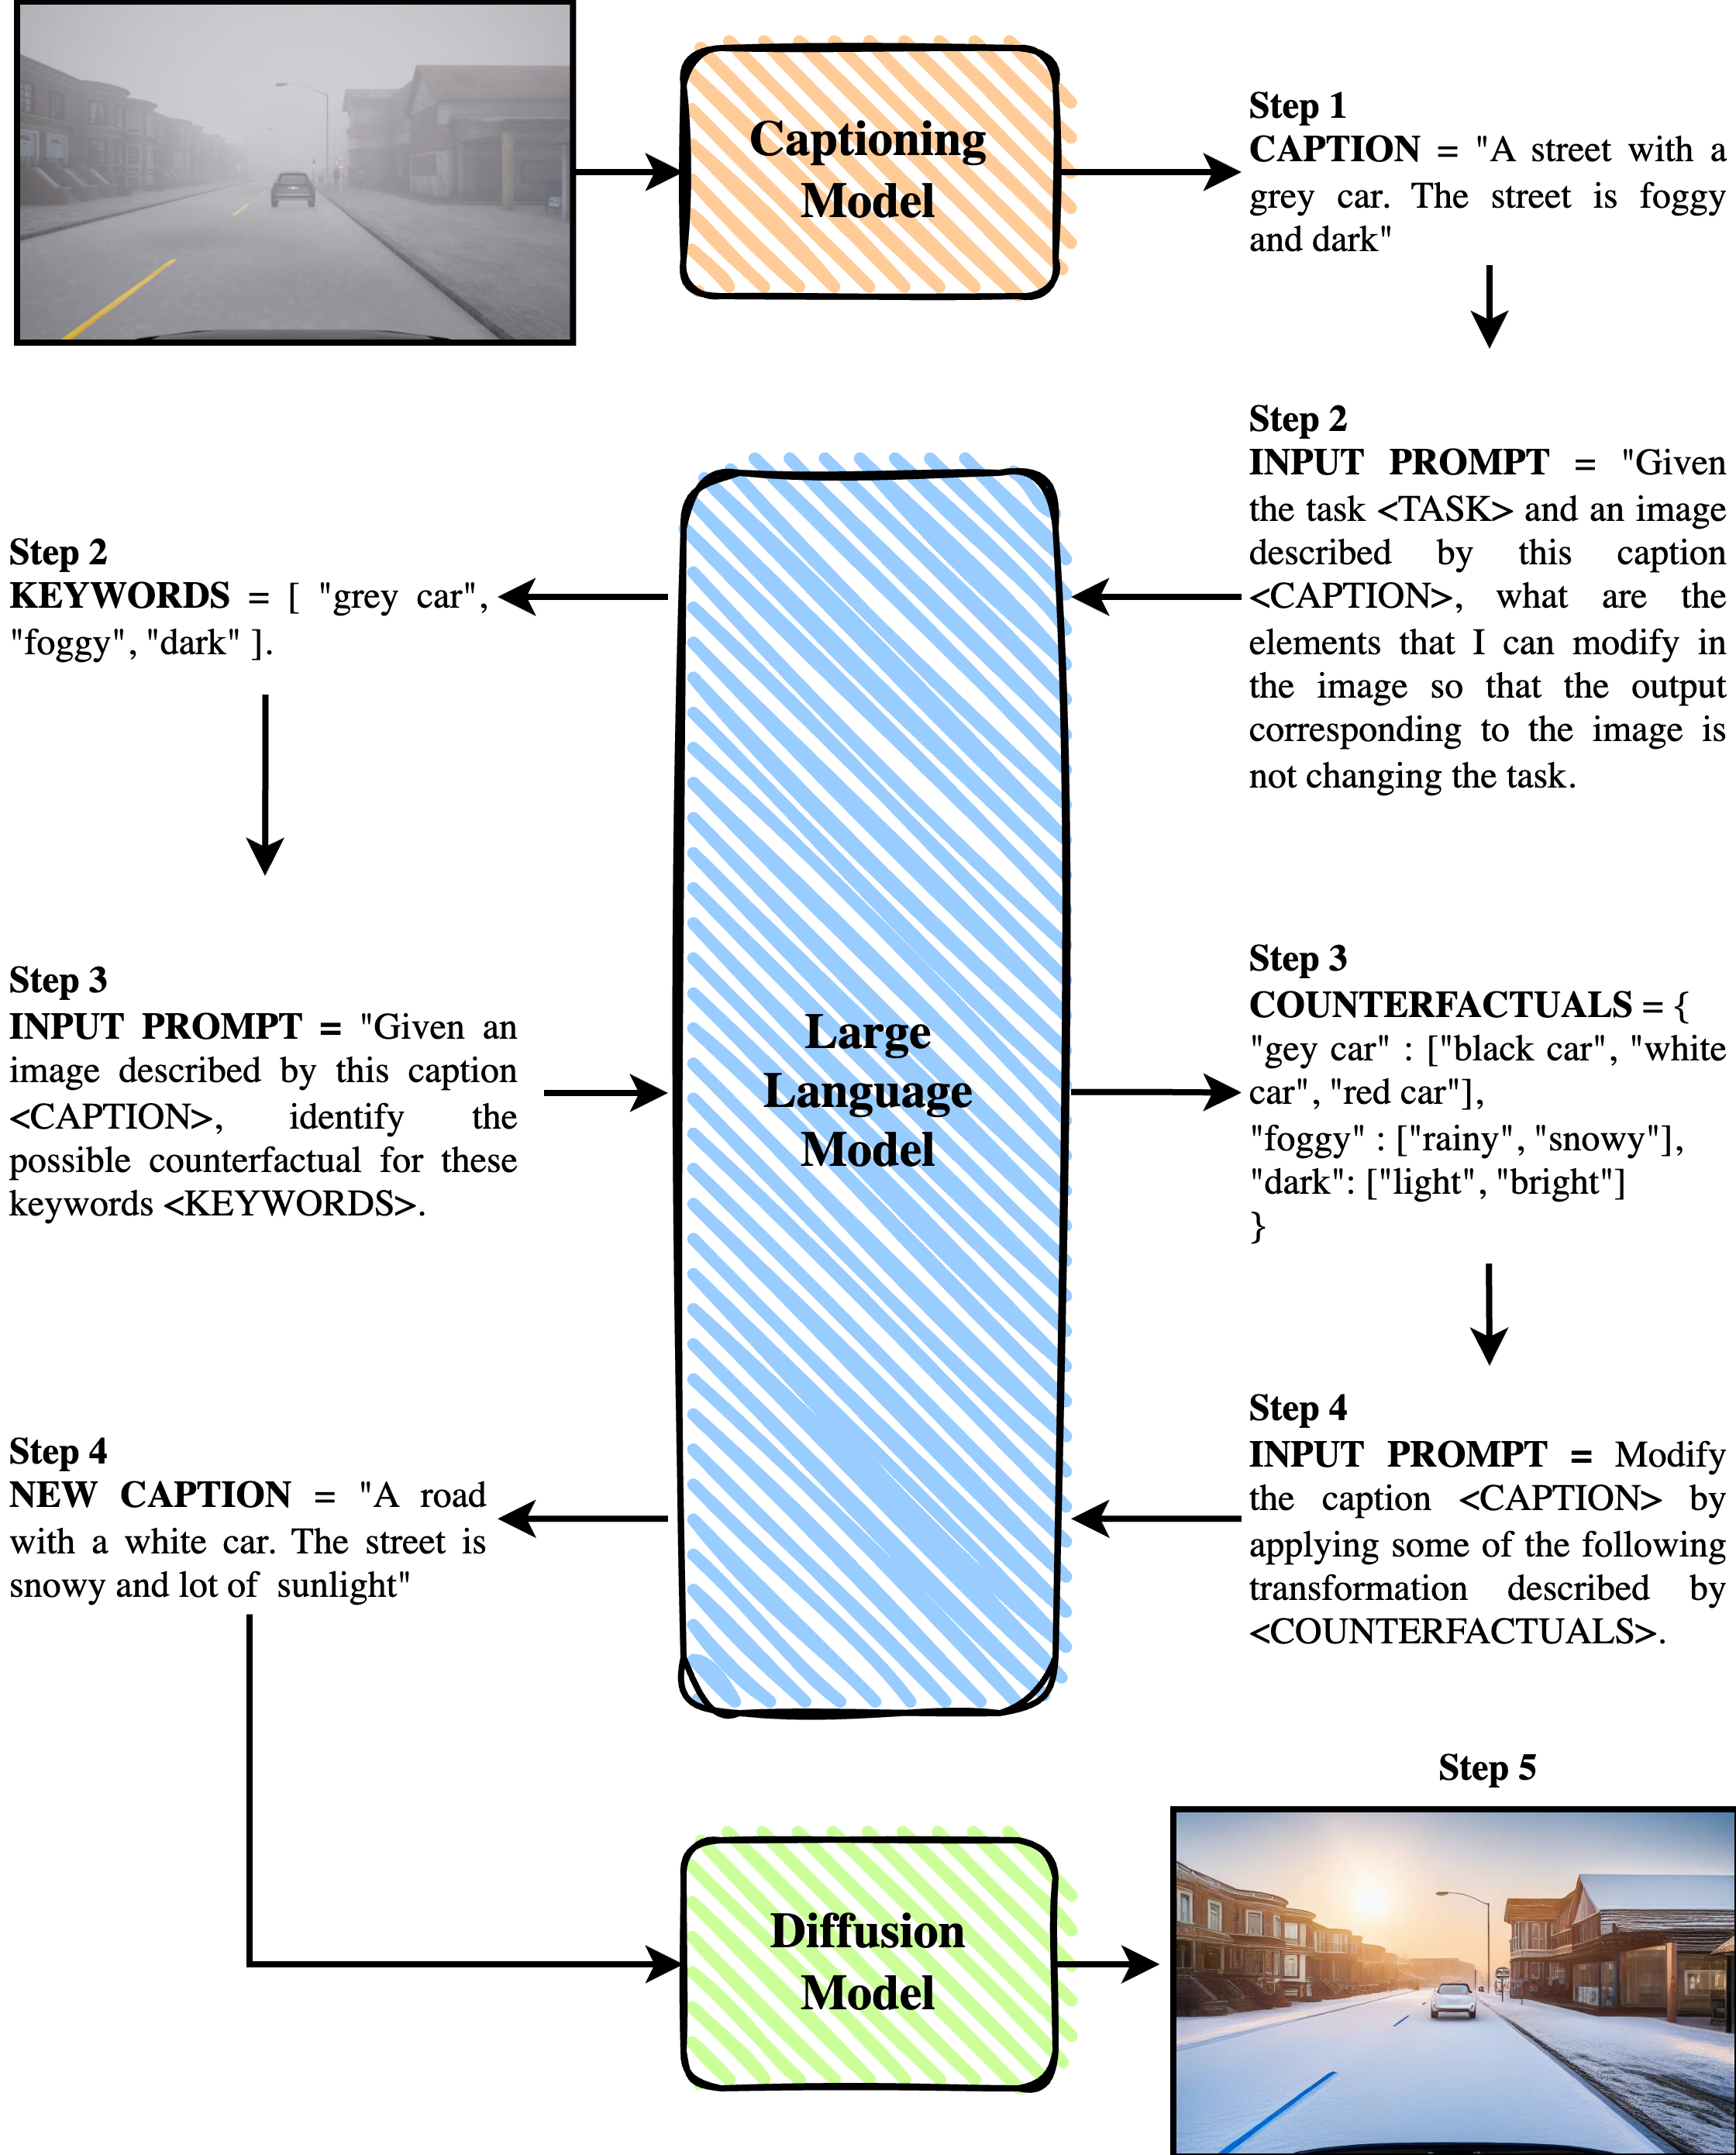 Captioning
Model
Step 1
CAPTION = "A street with a
grey car. The street is foggy
and dark"
Step 2
INPUT PROMPT = "Given
the task <TASK> and an image
described by this caption
<CAPTION>, what are the
elements that I can modify in
the image so that the output
corresponding to the image is
not changing the task.
Step 2
KEYWORDS = [ "grey car",
"foggy", "dark" ].
Step 3
INPUT PROMPT = "Given an
image described by this caption
<CAPTION>, identify the
possible counterfactual for these
keywords <KEYWORDS>.
Large
Language
Model
Step 3
COUNTERFACTUALS = {
"gey car" : ["black car", "white
car", "red car"],
"foggy" : ["rainy", "snowy"],
"dark": ["light", "bright"]
}
Step 4
INPUT PROMPT = Modify
the caption <CAPTION> by
applying some of the following
transformation described by
<COUNTERFACTUALS>.
Step 4
NEW CAPTION = "A road
with a white car. The street is
snowy and lot of sunlight"
Diffusion
Model
Step 5